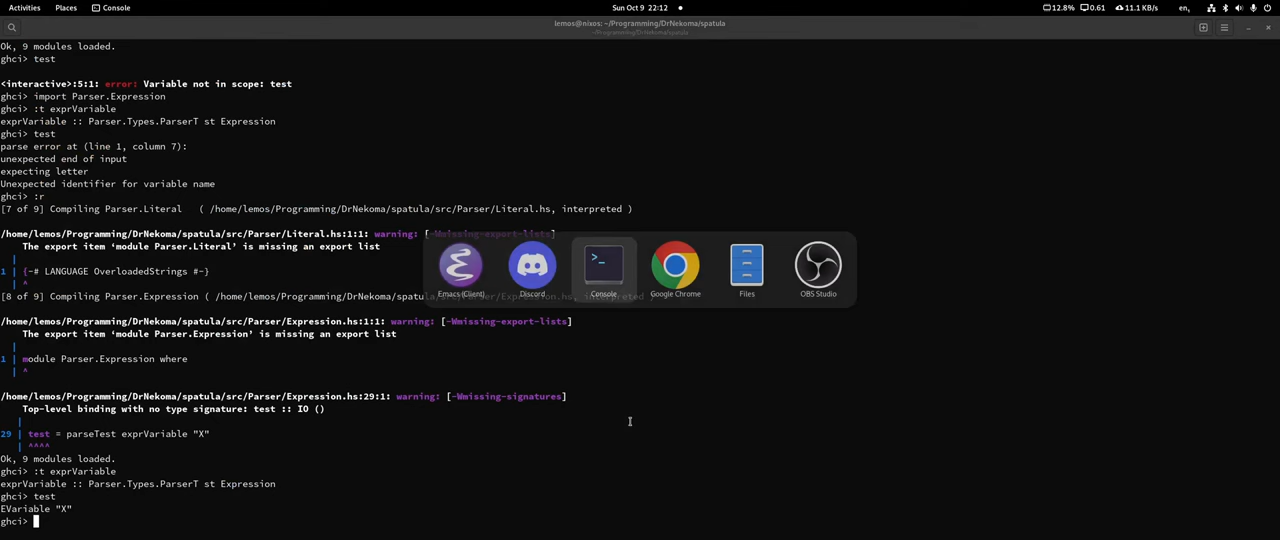 Activities Places Console Sun Oct 9 22:12 12.8% 0.61 11.1 KB/s en
lemos@nixos: ~/Programming/DrNekoma/spatula
~/Programming/DrNekoma/spatula
Ok, 9 modules loaded.
ghci> test
<interactive>:5:1: error: Variable not in scope: test
ghci> import Parser.Expression
ghci> :t exprVariable
exprVariable :: Parser.Types.ParserT st Expression
ghci> test
parse error at (line 1, column 7):
unexpected end of input
expecting letter
Unexpected identifier for variable name
ghci> :r
[7 of 9] Compiling Parser.Literal ( /home/lemos/Programming/DrNekoma/spatula/src/Parser/Literal.hs, interpreted )
/home/lemos/Programming/DrNekoma/spatula/src/Parser/Literal.hs:1:1: warning: [-Wmissing-export-lists]
The export item ‘module Parser.Literal’ is missing an export list
|
1 | {-# LANGUAGE OverloadedStrings #-}
| ^
[8 of 9] Compiling Parser.Expression ( /home/lemos/Programming/DrNekoma/spatula/src/Parser/Expression.hs, interpreted )
Emacs (Client) Discord Console Google Chrome Files OBS Studio
/home/lemos/Programming/DrNekoma/spatula/src/Parser/Expression.hs:1:1: warning: [-Wmissing-export-lists]
The export item ‘module Parser.Expression’ is missing an export list
|
1 | module Parser.Expression where
| ^
/home/lemos/Programming/DrNekoma/spatula/src/Parser/Expression.hs:29:1: warning: [-Wmissing-signatures]
Top-level binding with no type signature: test :: IO ()
|
29 | test = parseTest exprVariable "X"
| ^^^^
Ok, 9 modules loaded.
ghci> :t exprVariable
exprVariable :: Parser.Types.ParserT st Expression
ghci> test
EVariable "X"
ghci>